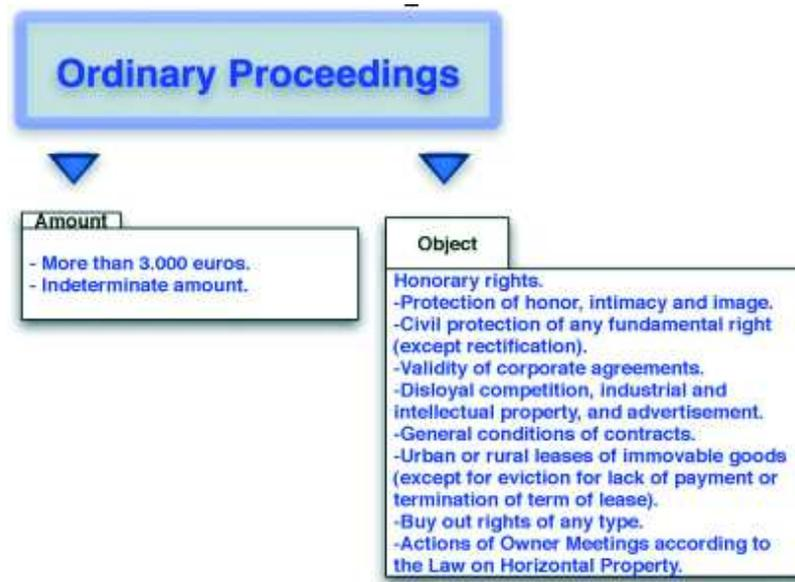 Ordinary Proceedings
Amount
- More than 3.000 euros.
- Indeterminate amount.
Object
Honorary rights.
-Protection of honor, intimacy and image.
-Civil protection of any fundamental right
(except rectification).
-Validity of corporate agreements.
-Disloyal competition, industrial and
intellectual property, and advertisement.
-General conditions of contracts.
-Urban or rural leases of immovable goods
(except for eviction for lack of payment or
termination of term of lease).
-Buy out rights of any type.
-Actions of Owner Meetings according to
the Law on Horizontal Property.